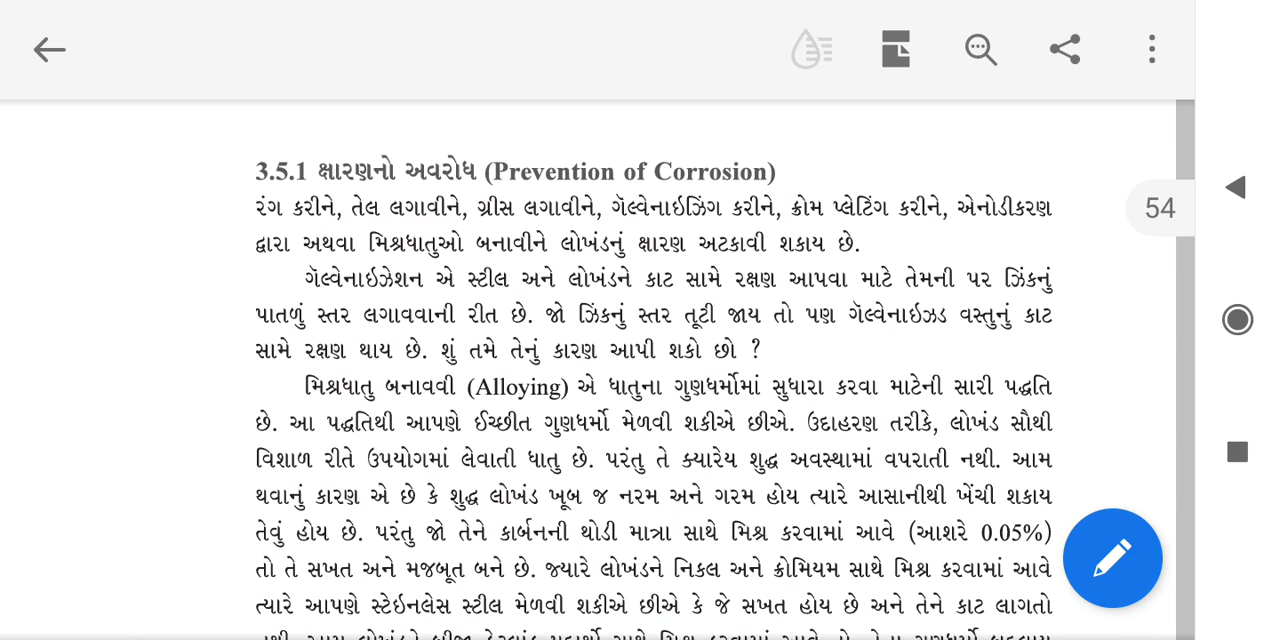 54
3.5.1 ક્ષારણનો અવરોધ (Prevention of Corrosion)
રંગ કરીને, તેલ લગાવીને, ગ્રીસ લગાવીને, ગૅલ્વેનાઇઝિંગ કરીને, ક્રોમ પ્લેટિંગ કરીને, એનોડીકરણ
દ્વારા અથવા મિશ્રધાતુઓ બનાવીને લોખંડનું ક્ષારણ અટકાવી શકાય છે.
ગૅલ્વેનાઇઝેશન એ સ્ટીલ અને લોખંડને કાટ સામે રક્ષણ આપવા માટે તેમની પર ઝિંકનું
પાતળું સ્તર લગાવવાની રીત છે. જો ઝિંકનું સ્તર તૂટી જાય તો પણ ગૅલ્વેનાઇઝડ વસ્તુનું કાટ
સામે રક્ષણ થાય છે. શું તમે તેનું કારણ આપી શકો છો ?
મિશ્રધાતુ બનાવવી (Alloying) એ ધાતુના ગુણધર્મોમાં સુધારા કરવા માટેની સારી પદ્ધતિ
છે. આ પદ્ધતિથી આપણે ઈચ્છીત ગુણધર્મો મેળવી શકીએ છીએ. ઉદાહરણ તરીકે, લોખંડ સૌથી
વિશાળ રીતે ઉપયોગમાં લેવાતી ધાતુ છે. પરંતુ તે ક્યારેય શુદ્ધ અવસ્થામાં વપરાતી નથી. આમ
થવાનું કારણ એ છે કે શુદ્ધ લોખંડ ખૂબ જ નરમ અને ગરમ હોય ત્યારે આસાનીથી ખેંચી શકાય
તેવું હોય છે. પરંતુ જો તેને કાર્બનની થોડી માત્રા સાથે મિશ્ર કરવામાં આવે (આશરે 0.05%)
તો તે સખત અને મજબૂત બને છે. જ્યારે લોખંડને નિકલ અને ક્રોમિયમ સાથે મિશ્ર કરવામાં આવે
ત્યારે આપણે સ્ટેઇનલેસ સ્ટીલ મેળવી શકીએ છીએ કે જે સખત હોય છે અને તેને કાટ લાગતો